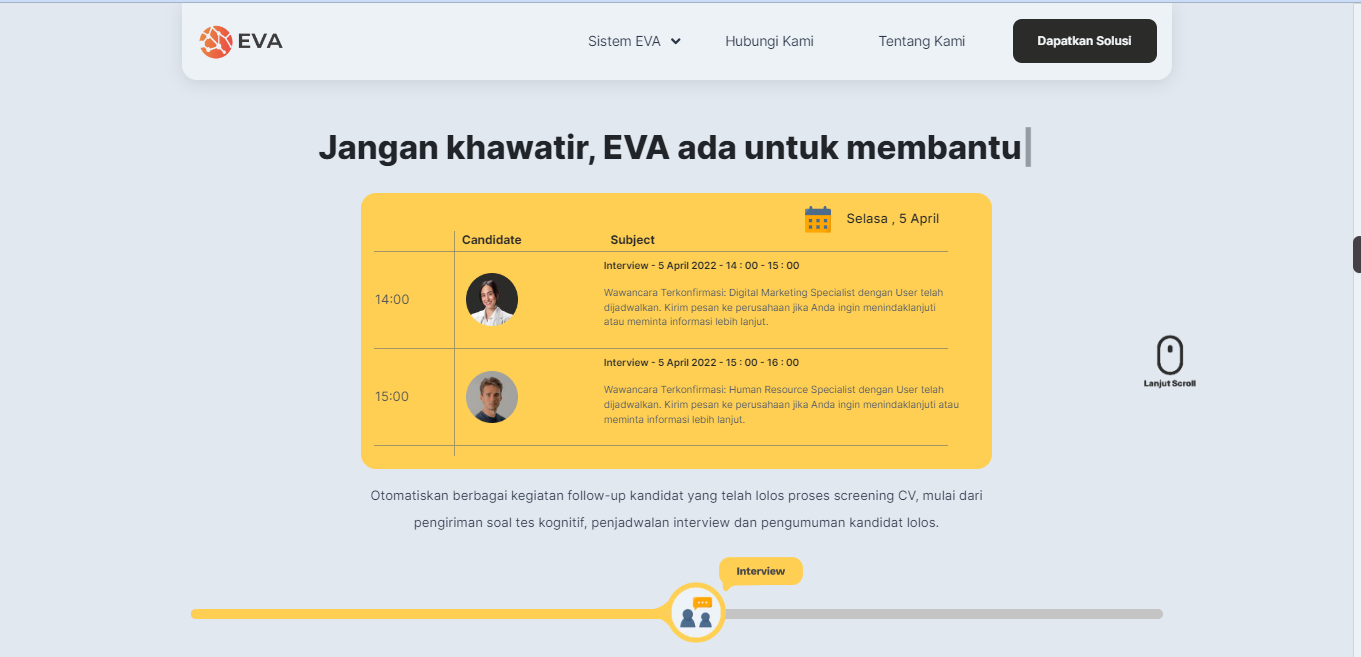 EVA
Sistem EVA
Hubungi Kami
Tentang Kami
Dapatkan Solusi
Jangan khawatir, EVA ada untuk membantu
Selasa , 5 April
Candidate
Subject
14:00
Interview - 5 April 2022 - 14 : 00 - 15 : 00
Wawancara Terkonfirmasi: Digital Marketing Specialist dengan User telah
dijadwalkan. Kirim pesan ke perusahaan jika Anda ingin menindaklanjuti
atau meminta informasi lebih lanjut.
15:00
Interview - 5 April 2022 - 15 : 00 - 16 : 00
Wawancara Terkonfirmasi: Human Resource Specialist dengan User telah
dijadwalkan. Kirim pesan ke perusahaan jika Anda ingin menindaklanjuti atau
meminta informasi lebih lanjut.
Lanjut Scroll
Otomatiskan berbagai kegiatan follow-up kandidat yang telah lolos proses screening CV, mulai dari
pengiriman soal tes kognitif, penjadwalan interview dan pengumuman kandidat lolos.
Interview